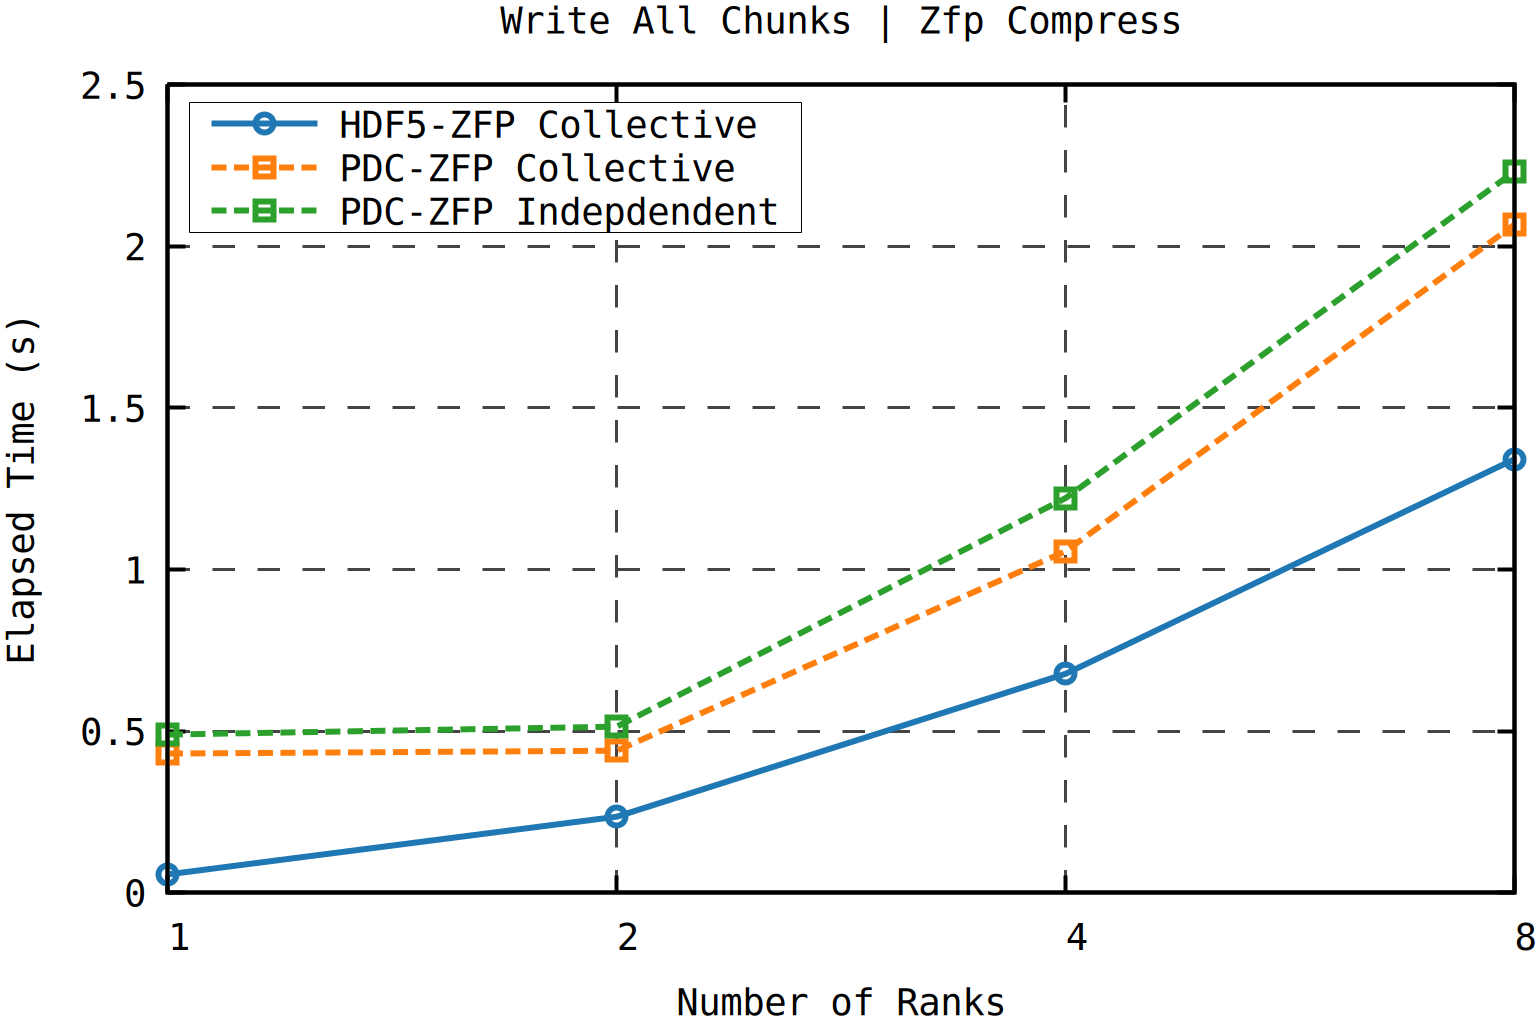 Write All Chunks | Zfp Compress
2.5
2
1.5
1
0.5
0
Elapsed Time (s)
HDF5-ZFP Collective
PDC-ZFP Collective
PDC-ZFP Indepdendent
1 2 4 8
Number of Ranks